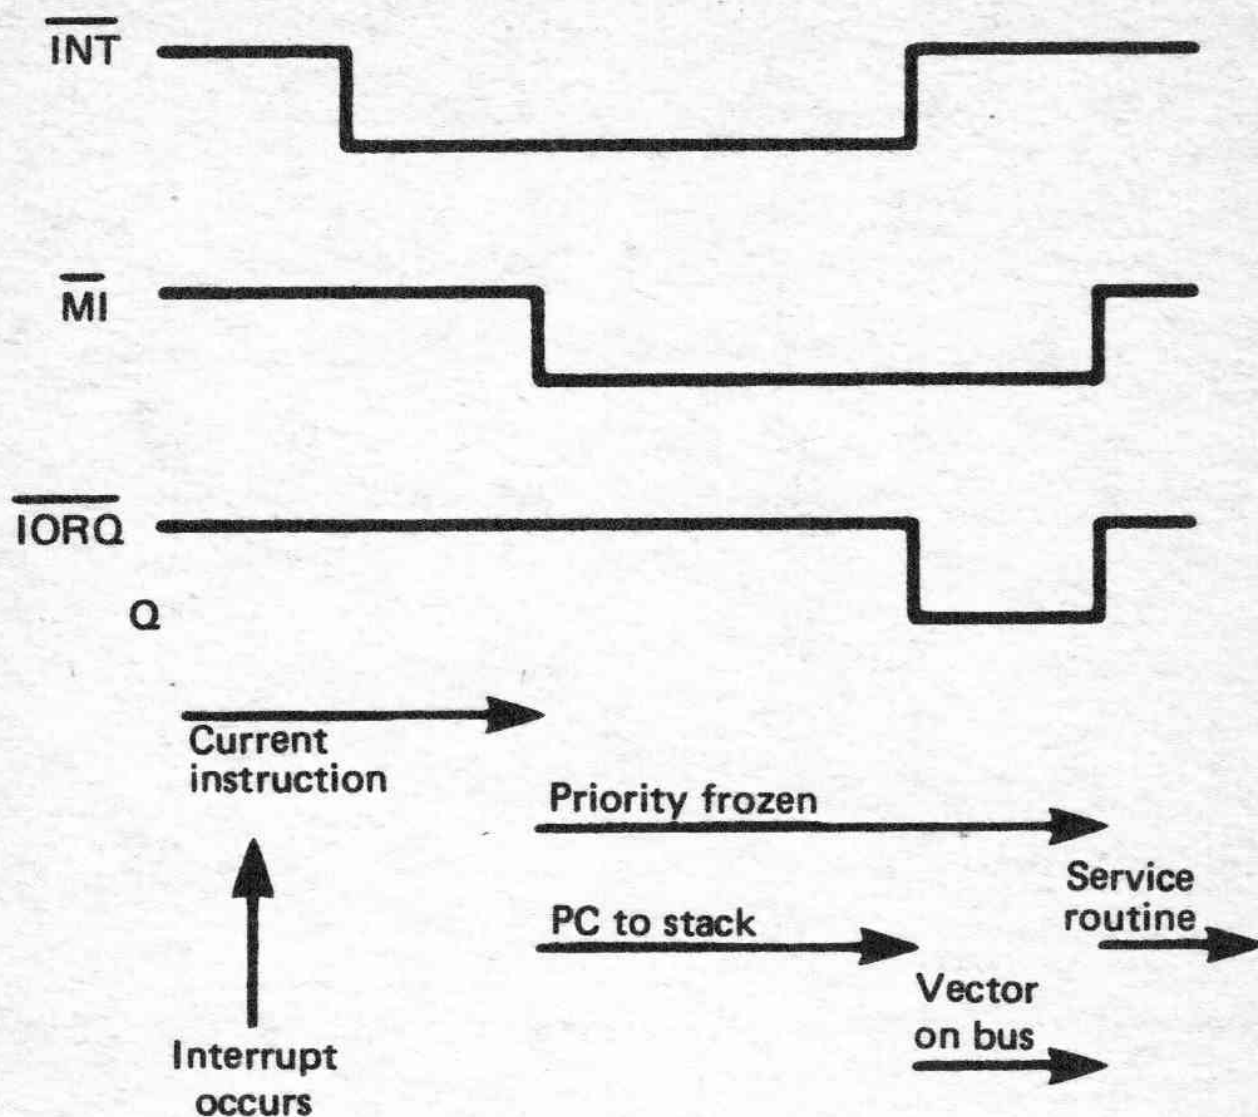 INT
MI
IORQ
Q
Current
instruction
Priority frozen
Service
routine
PC to stack
Vector
on bus
Interrupt
occurs